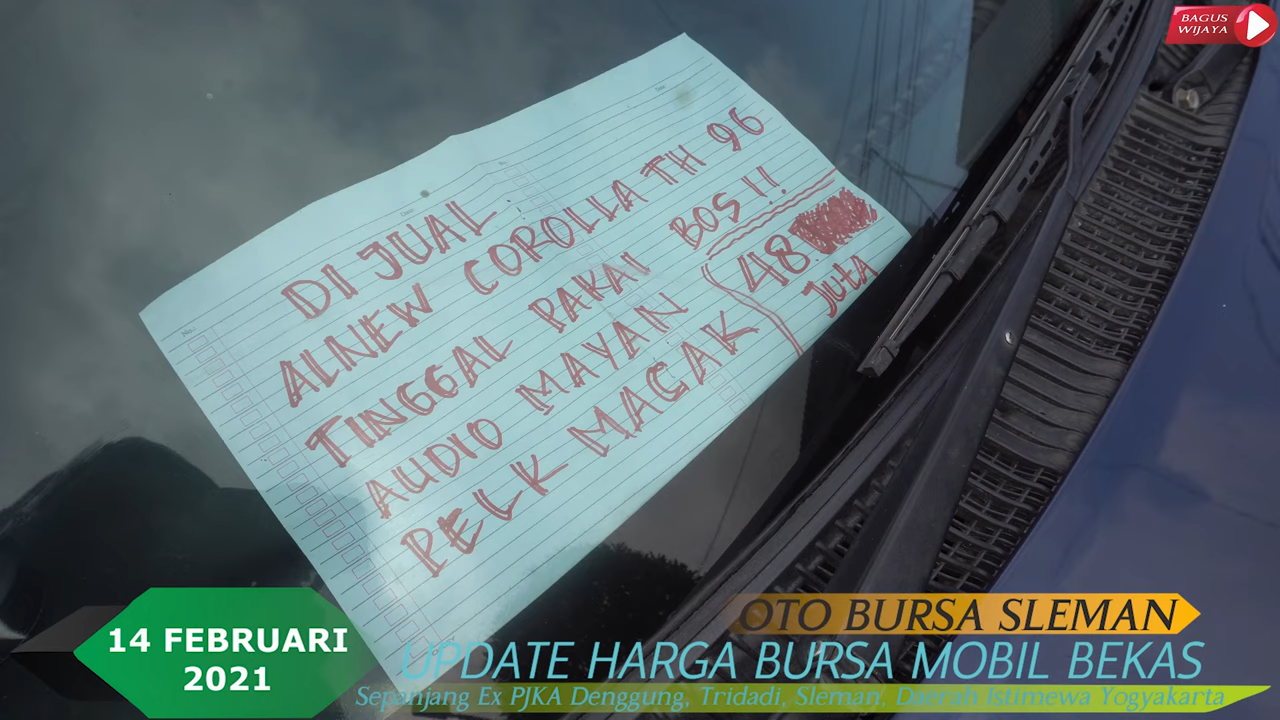 BAGUS
WIJAYA
DI JUAL
ALNEW COROLLA TH 96
TINGGAL PAKAI BOS !!
AUDIO MAYAN
PELK MAGAK
48
JUTA
14 FEBRUARI
2021
OTO BURSA SLEMAN
UPDATE HARGA BURSA MOBIL BEKAS
Sepanjang Ex PJKA Denggung, Tridadi, Sleman, Daerah Istimewa Yogyakarta